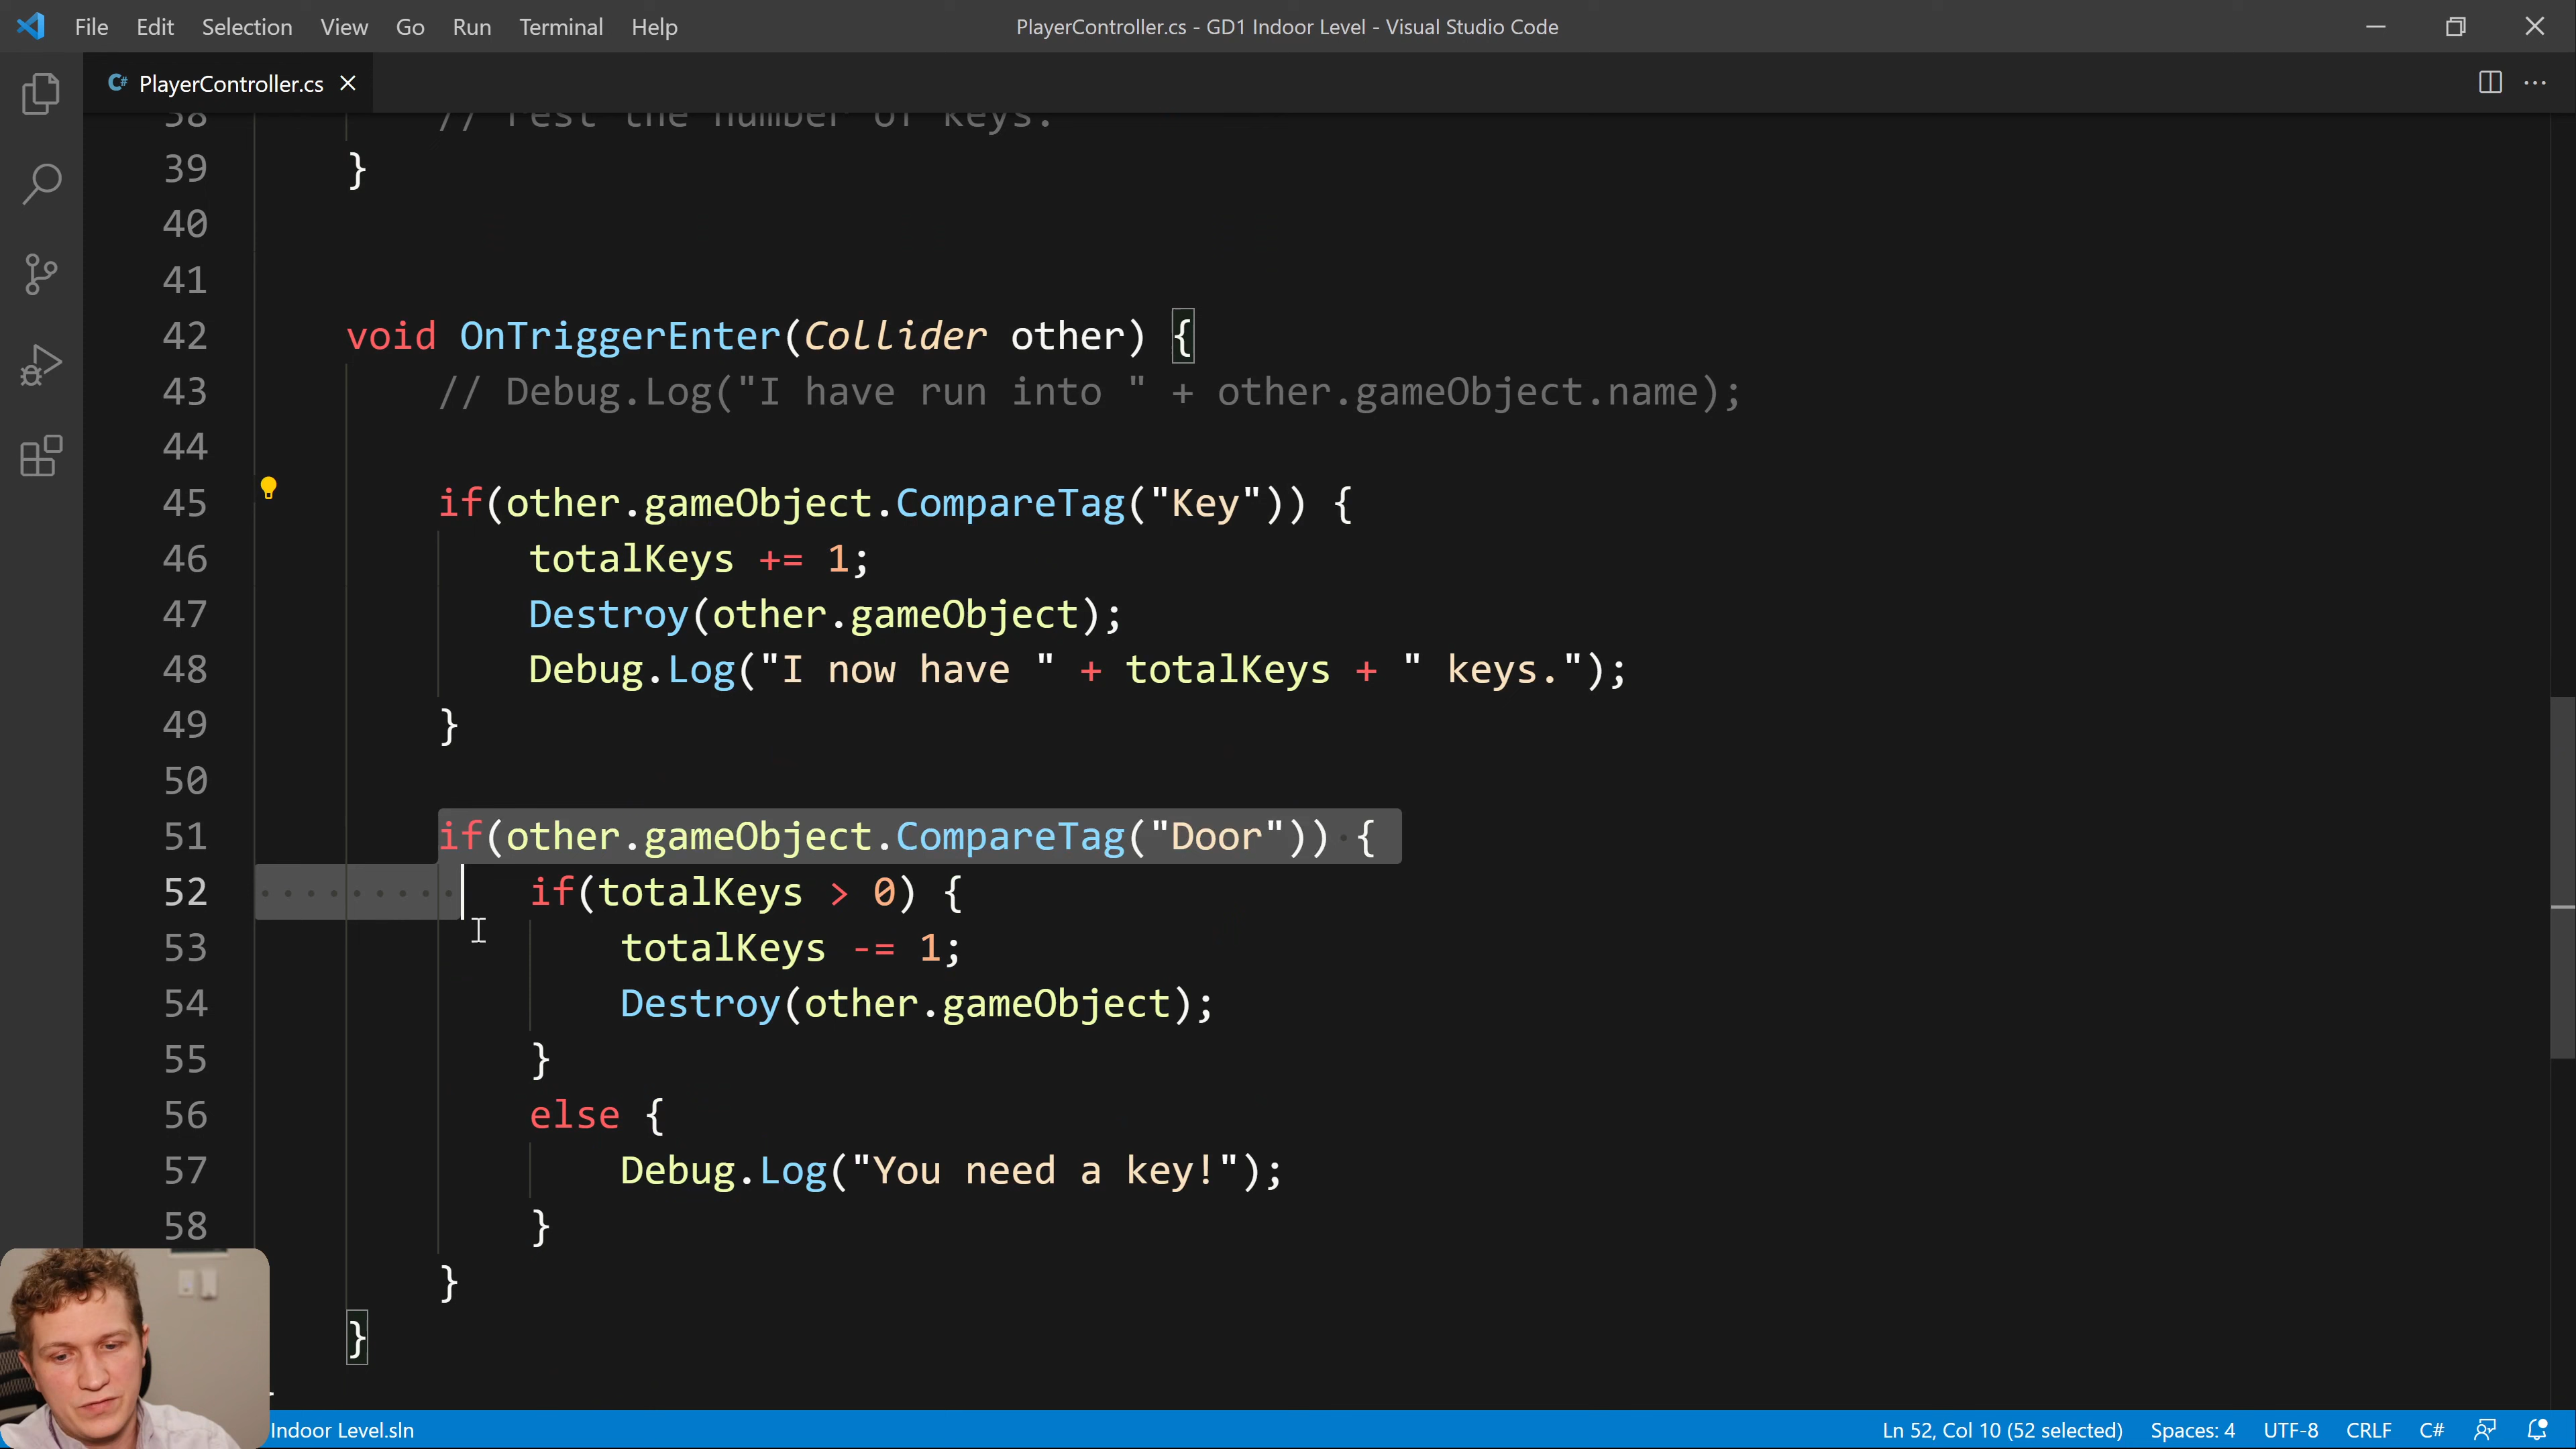 File Edit Selection View Go Run Terminal Help PlayerController.cs - GD1 Indoor Level - Visual Studio Code
C# PlayerController.cs
38 // Test the number of keys.
39 }
40
41
42 void OnTriggerEnter(Collider other) {
43 // Debug.Log("I have run into " + other.gameObject.name);
44
45 if(other.gameObject.CompareTag("Key")) {
46 totalKeys += 1;
47 Destroy(other.gameObject);
48 Debug.Log("I now have " + totalKeys + " keys.");
49 }
50
51 if(other.gameObject.CompareTag("Door")) {
52 if(totalKeys > 0) {
53 totalKeys -= 1;
54 Destroy(other.gameObject);
55 }
56 else {
57 Debug.Log("You need a key!");
58 }
}
}
Indoor Level.sln Ln 52, Col 10 (52 selected) Spaces: 4 UTF-8 CRLF C#